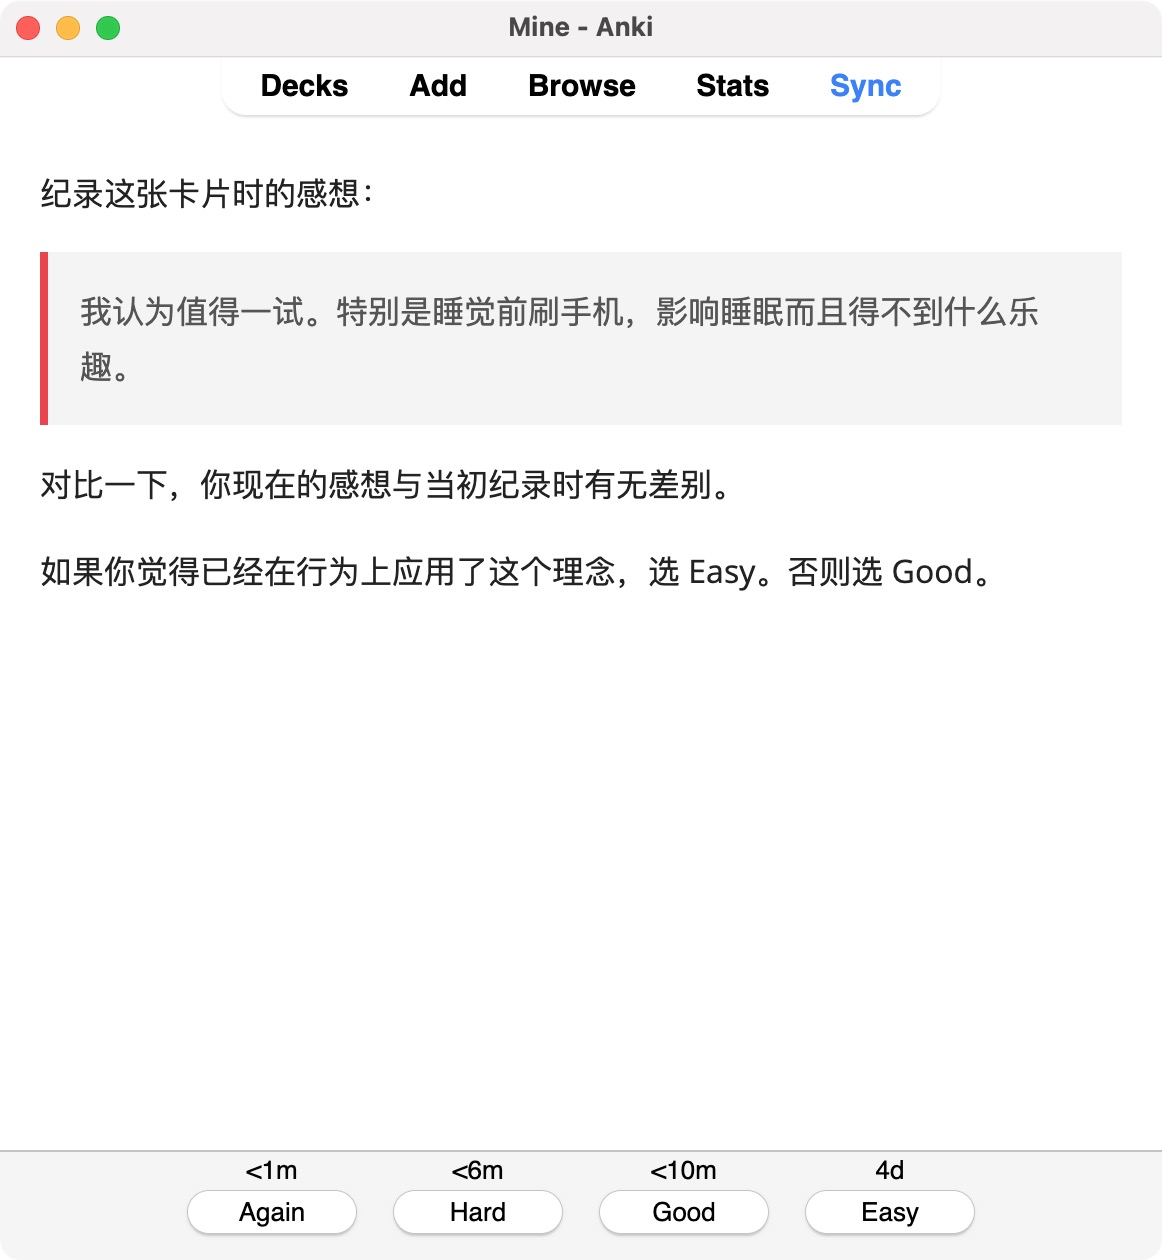 Mine - Anki
Decks Add Browse Stats Sync
纪录这张卡片时的感想：
我认为值得一试。特别是睡觉前刷手机，影响睡眠而且得不到什么乐
趣。
对比一下，你现在的感想与当初纪录时有无差别。
如果你觉得已经在行为上应用了这个理念，选 Easy。否则选 Good。
<1m <6m <10m 4d
Again Hard Good Easy